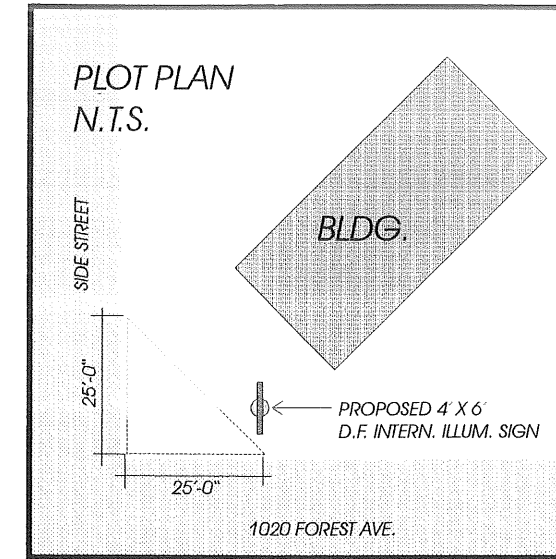 PLOT PLAN
N.T.S.
SIDE STREET
BLDG.
25'-0"
25'-0"
PROPOSED 4' X 6'
D.F. INTERN. ILLUM. SIGN
1020 FOREST AVE.